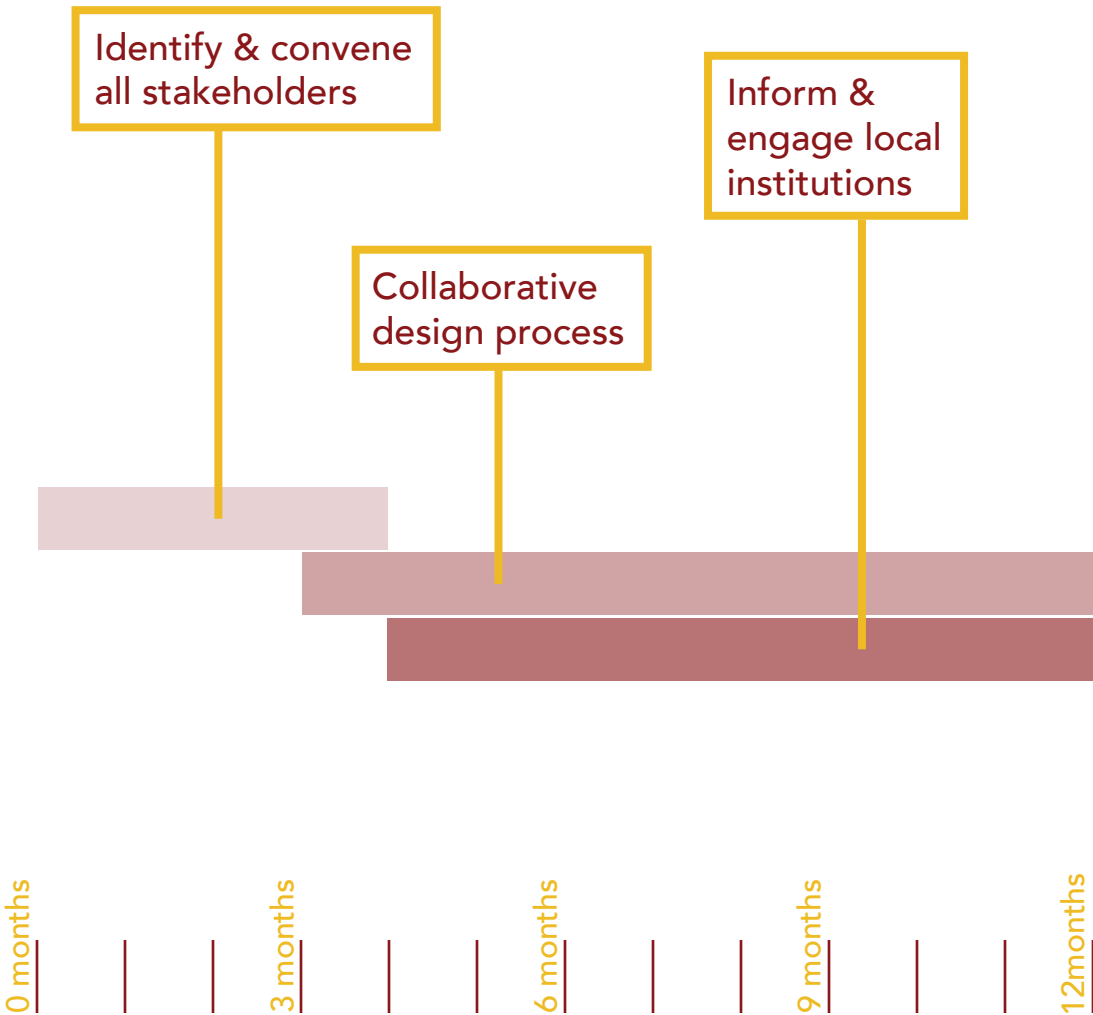 Identify & convene
all stakeholders
Inform &
engage local
institutions
Collaborative
design process
0 months
3 months
6 months
9 months
12months